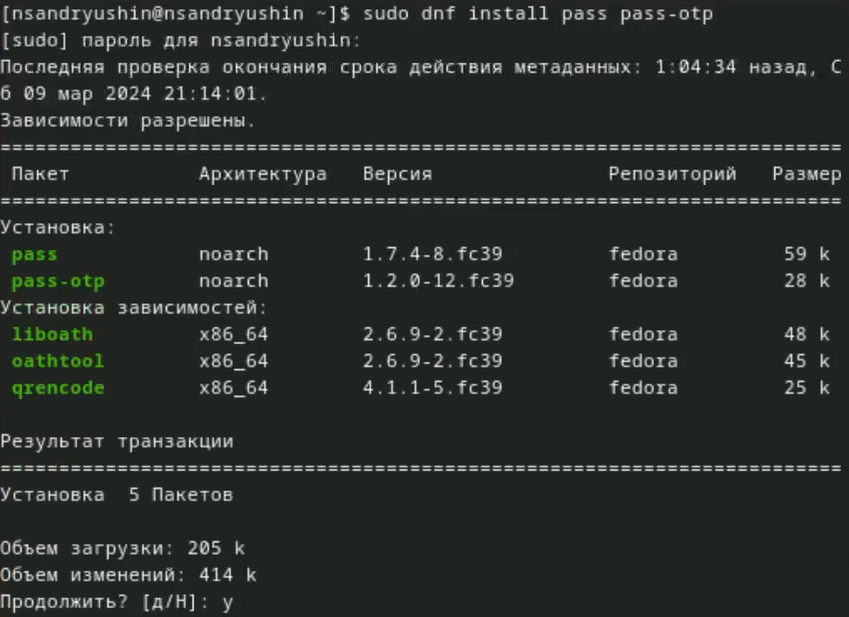 [nsandryushin@nsandryushin ~]$ sudo dnf install pass pass-otp
[sudo] пароль для nsandryushin:
Последняя проверка окончания срока действия метаданных: 1:04:34 назад, С
б 09 мар 2024 21:14:01.
Зависимости разрешены.
========================================================================
Пакет Архитектура Версия Репозиторий Размер
========================================================================
Установка:
pass noarch 1.7.4-8.fc39 fedora 59 k
pass-otp noarch 1.2.0-12.fc39 fedora 28 k
Установка зависимостей:
liboath x86_64 2.6.9-2.fc39 fedora 48 k
oathtool x86_64 2.6.9-2.fc39 fedora 45 k
qrencode x86_64 4.1.1-5.fc39 fedora 25 k
Результат транзакции
========================================================================
Установка 5 Пакетов
Объем загрузки: 205 k
Объем изменений: 414 k
Продолжить? [д/Н]: y